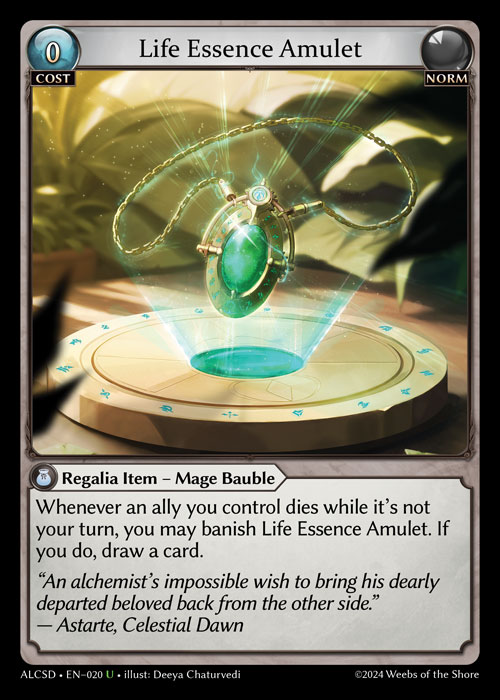 0
Life Essence Amulet
COST
NORM
Regalia Item – Mage Bauble
Whenever an ally you control dies while it's not
your turn, you may banish Life Essence Amulet. If
you do, draw a card.
“An alchemist's impossible wish to bring his dearly
departed beloved back from the other side.”
— Astarte, Celestial Dawn
ALCSD • EN–020 U • illust: Deeya Chaturvedi
©2024 Weebs of the Shore